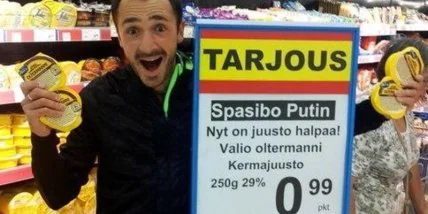 TARJOUS
Spasibo Putin
Nyt on juusto halpaa!
Valio oltermanni
Kermajuusto
250g 29% 0 99
pkt